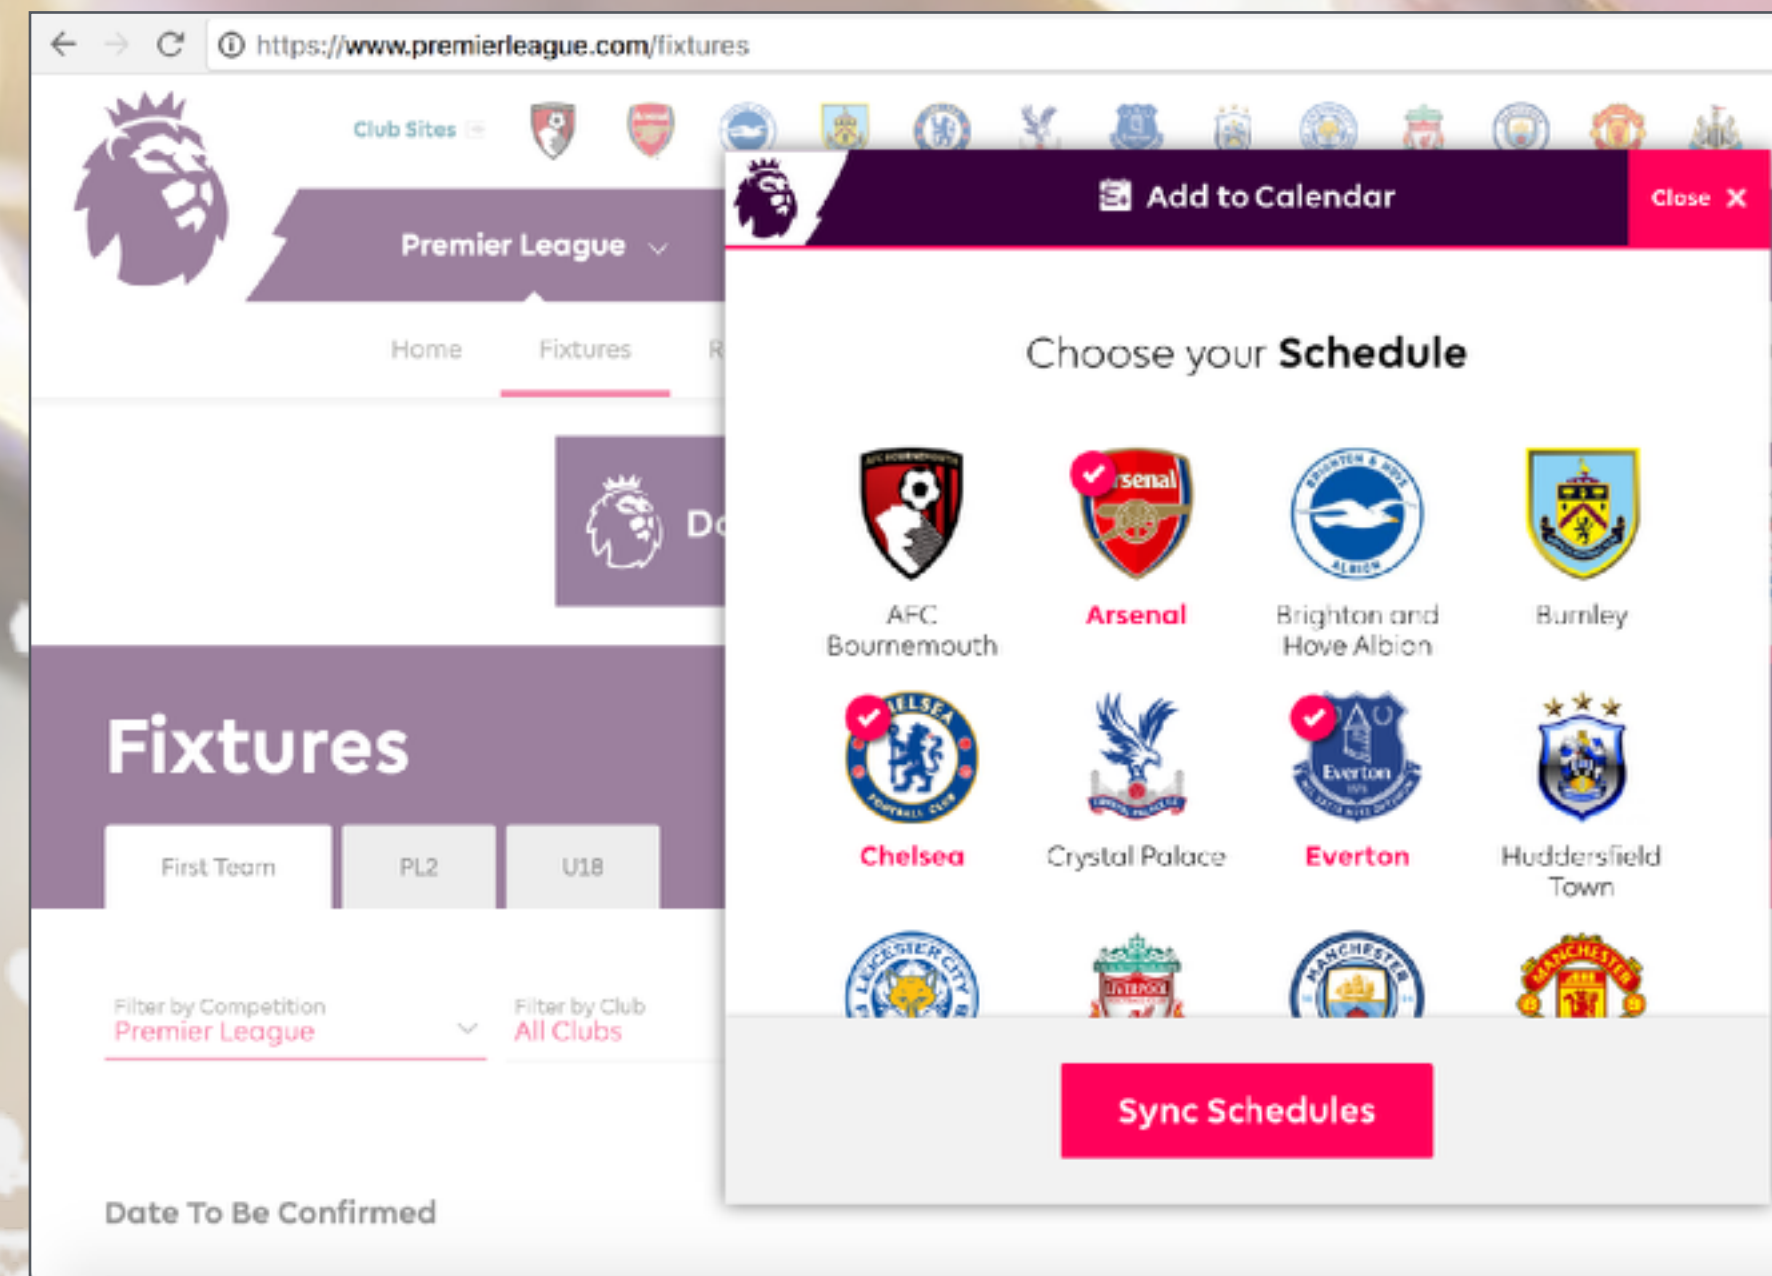 https://www.premierleague.com/fixtures
Club Sites
Premier League
Home
Fixtures
R
Do
Fixtures
First Team
PL2
U18
Filter by Competition
Premier League
Filter by Club
All Clubs
Date To Be Confirmed
Add to Calendar
Close X
Choose your Schedule
AFC
Bournemouth
Arsenal
Brighton and
Hove Albion
Burnley
Chelsea
Crystal Palace
Everton
Huddersfield
Town
Sync Schedules